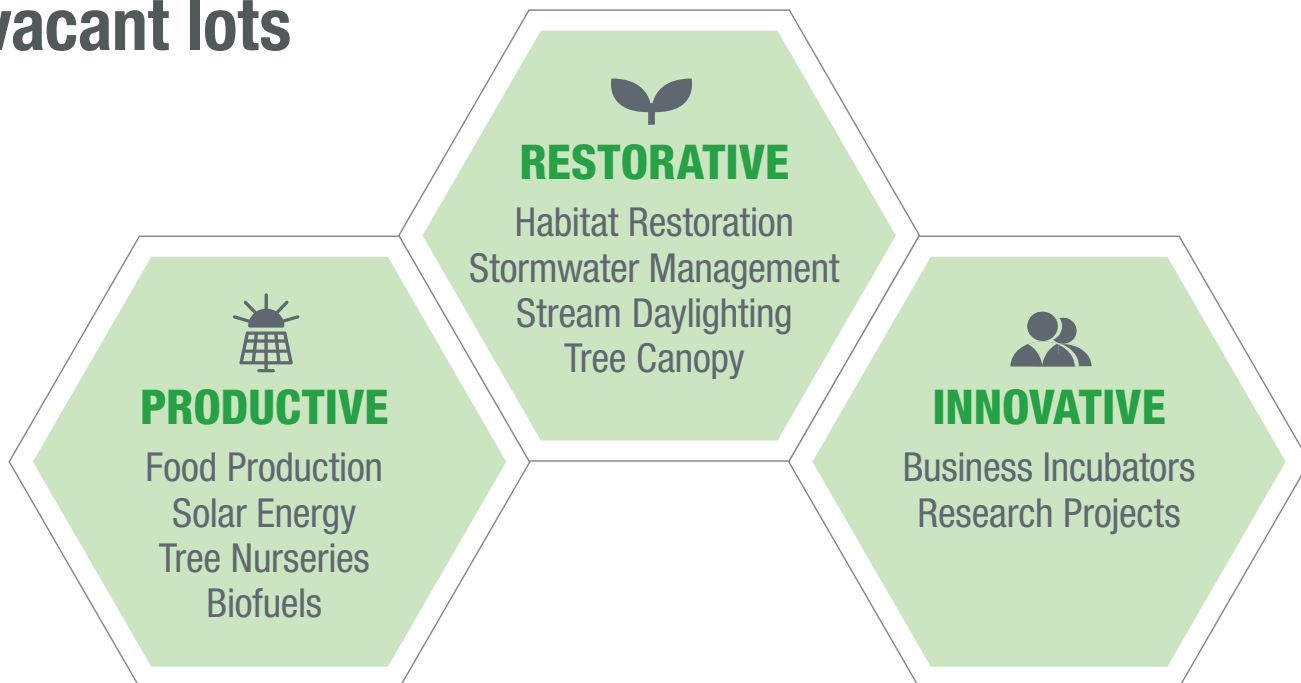 vacant lots
RESTORATIVE
Habitat Restoration
Stormwater Management
Stream Daylighting
Tree Canopy
PRODUCTIVE
Food Production
Solar Energy
Tree Nurseries
Biofuels
INNOVATIVE
Business Incubators
Research Projects